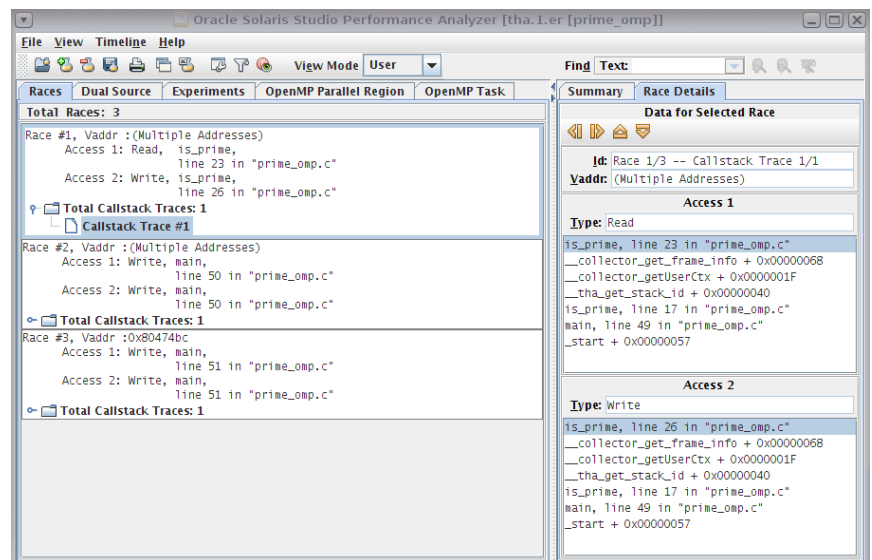 Oracle Solaris Studio Performance Analyzer [tha.1.er [prime_omp]]
File View Timeline Help
View Mode User
Find Text:
Races Dual Source Experiments OpenMP Parallel Region OpenMP Task
Total Races: 3
Race #1, Vaddr :(Multiple Addresses)
Access 1: Read, is_prime,
line 23 in "prime_omp.c"
Access 2: Write, is_prime,
line 26 in "prime_omp.c"
Total Callstack Traces: 1
Callstack Trace #1
Race #2, Vaddr :(Multiple Addresses)
Access 1: Write, main,
line 50 in "prime_omp.c"
Access 2: Write, main,
line 50 in "prime_omp.c"
Total Callstack Traces: 1
Race #3, Vaddr :0x80474bc
Access 1: Write, main,
line 51 in "prime_omp.c"
Access 2: Write, main,
line 51 in "prime_omp.c"
Total Callstack Traces: 1
Summary Race Details
Data for Selected Race
Id: Race 1/3 -- Callstack Trace 1/1
Vaddr: (Multiple Addresses)
Access 1
Type: Read
is_prime, line 23 in "prime_omp.c"
__collector_get_frame_info + 0x00000068
__collector_getUserCtx + 0x0000001F
__tha_get_stack_id + 0x00000040
is_prime, line 17 in "prime_omp.c"
main, line 49 in "prime_omp.c"
_start + 0x00000057
Access 2
Type: Write
is_prime, line 26 in "prime_omp.c"
__collector_get_frame_info + 0x00000068
__collector_getUserCtx + 0x0000001F
__tha_get_stack_id + 0x00000040
is_prime, line 17 in "prime_omp.c"
main, line 49 in "prime_omp.c"
_start + 0x00000057